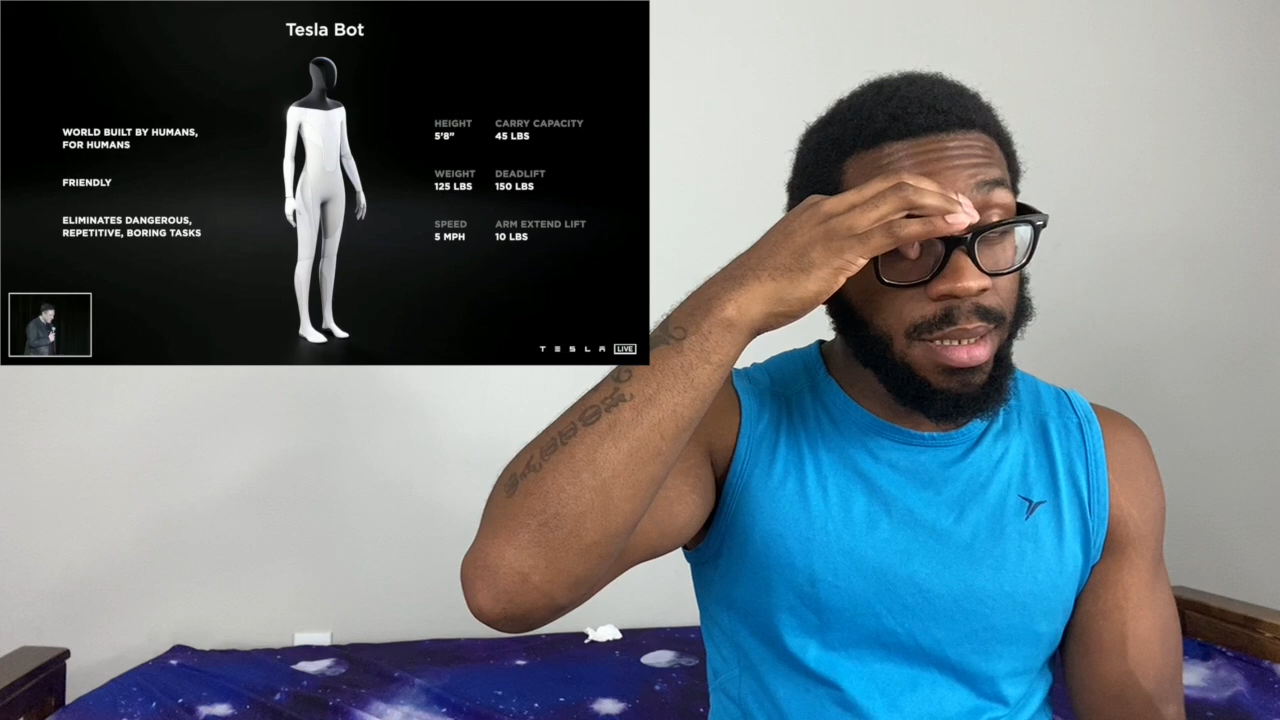 Tesla Bot
WORLD BUILT BY HUMANS,
FOR HUMANS
FRIENDLY
ELIMINATES DANGEROUS,
REPETITIVE, BORING TASKS
HEIGHT
5'8"
CARRY CAPACITY
45 LBS
WEIGHT
125 LBS
DEADLIFT
150 LBS
SPEED
5 MPH
ARM EXTEND LIFT
10 LBS
TESLA LIVE